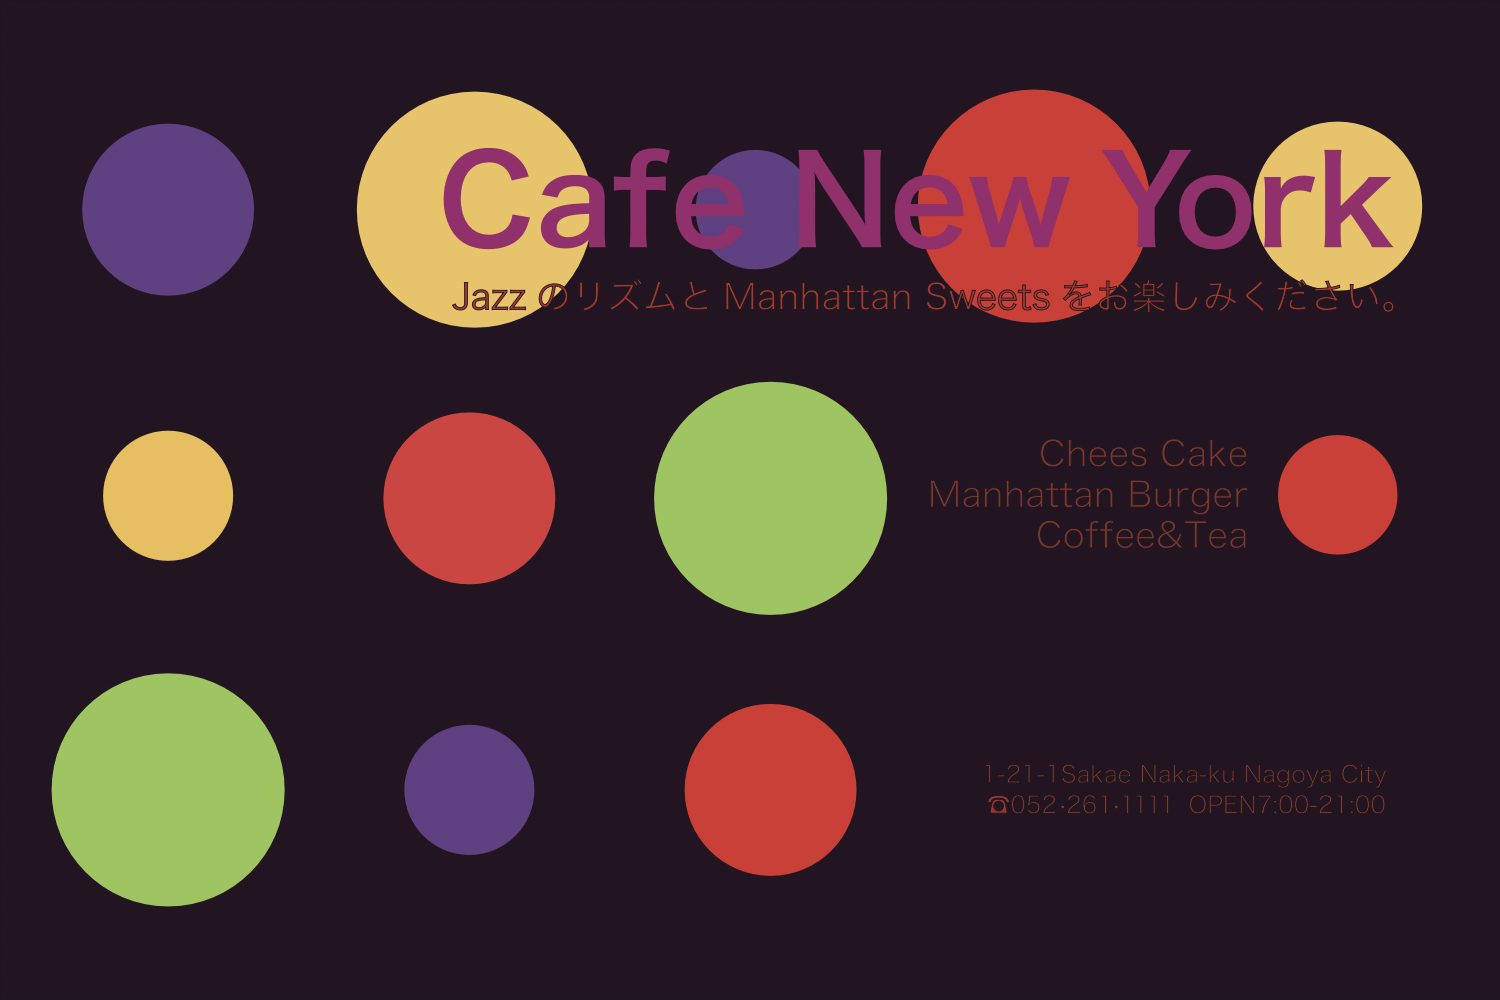 Cafe New York
Jazz のリズムと Manhattan Sweets をお楽しみください。
Chees Cake
Manhattan Burger
Coffee&Tea
1-21-1Sakae Naka-ku Nagoya City
☎052·261·1111 OPEN7:00-21:00